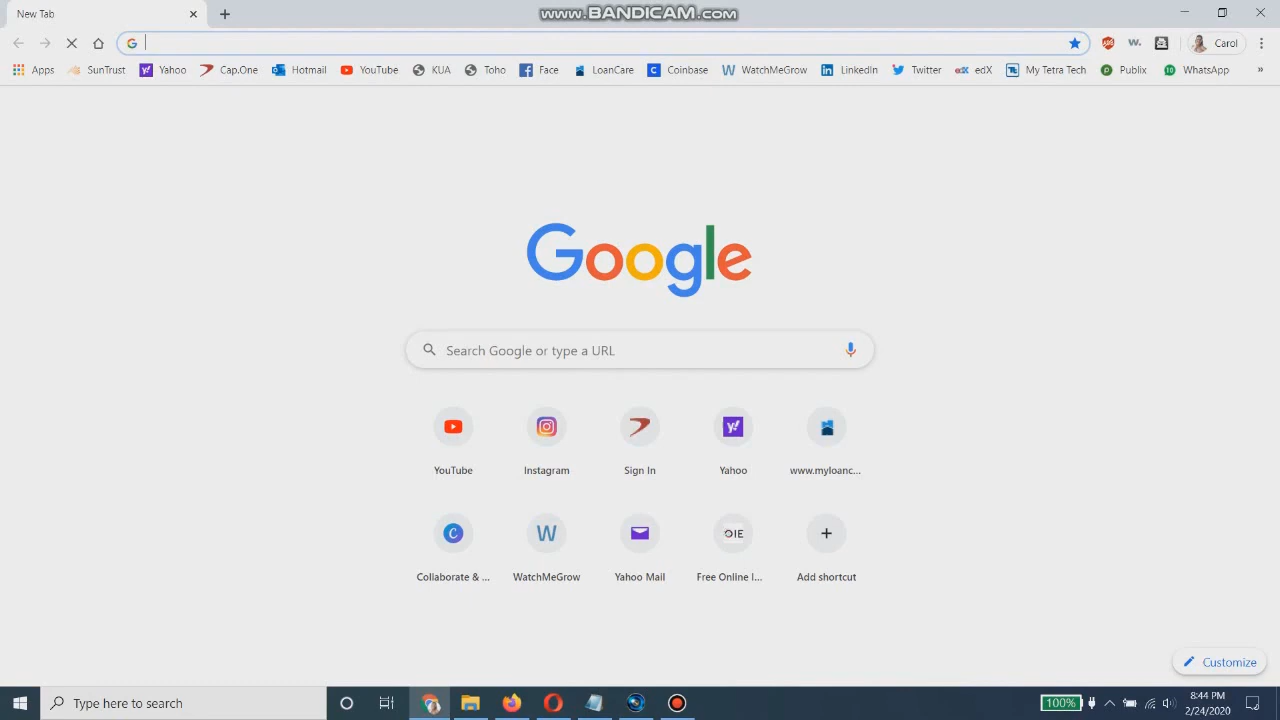 New Tab
www.BANDICAM.com
Carol
Apps SunTrust Yahoo Cap.One Hotmail YouTube KUA Toho Face LoanCare Coinbase WatchMeGrow LinkedIn Twitter edX My Tetra Tech Publix WhatsApp »
Google
Search Google or type a URL
YouTube Instagram Sign In Yahoo www.myloanc...
Collaborate & ... WatchMeGrow Yahoo Mail Free Online I... Add shortcut
Customize
Type here to search
100%
8:44 PM
2/24/2020